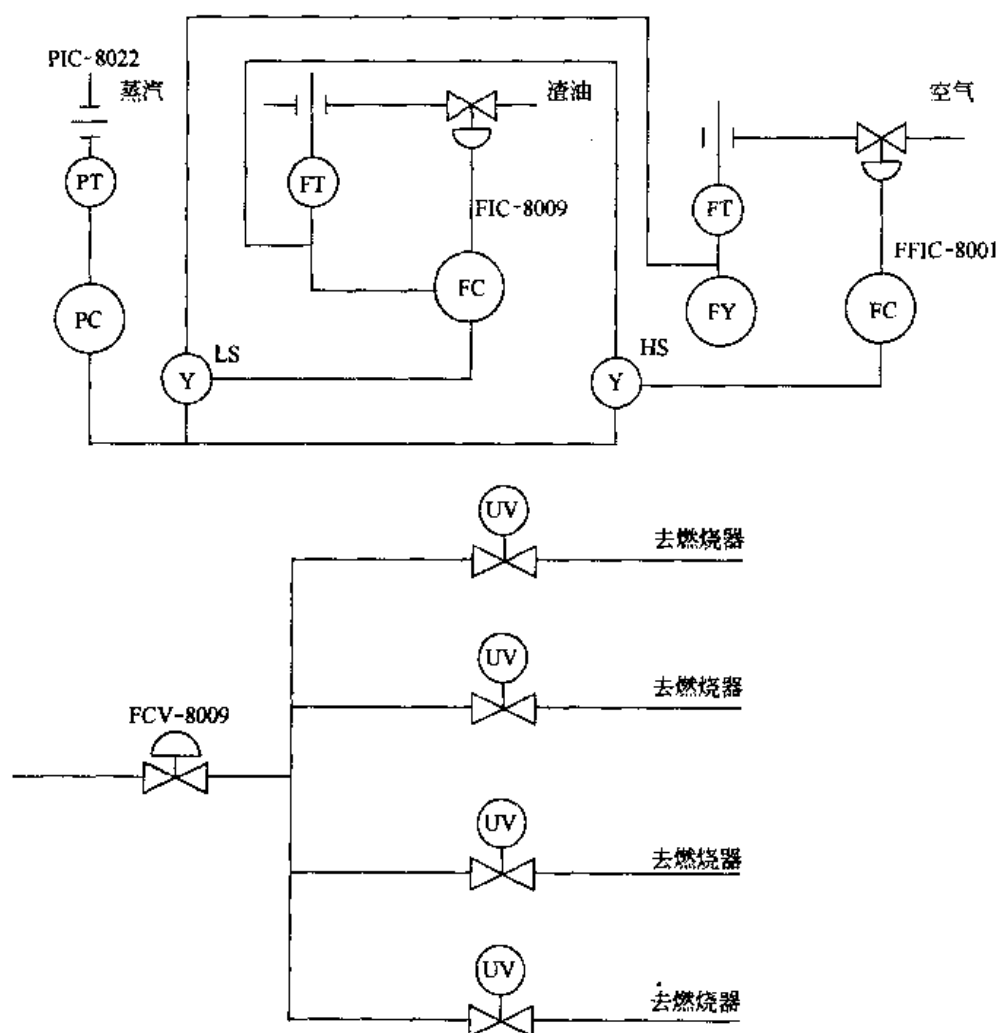 PIC-8022
蒸汽
渣油
空气
PT
FT
FT
FIC-8009
FFIC-8001
PC
FC
FY
FC
LS
HS
Y
Y
UV
去燃烧器
UV
去燃烧器
FCV-8009
UV
去燃烧器
UV
去燃烧器